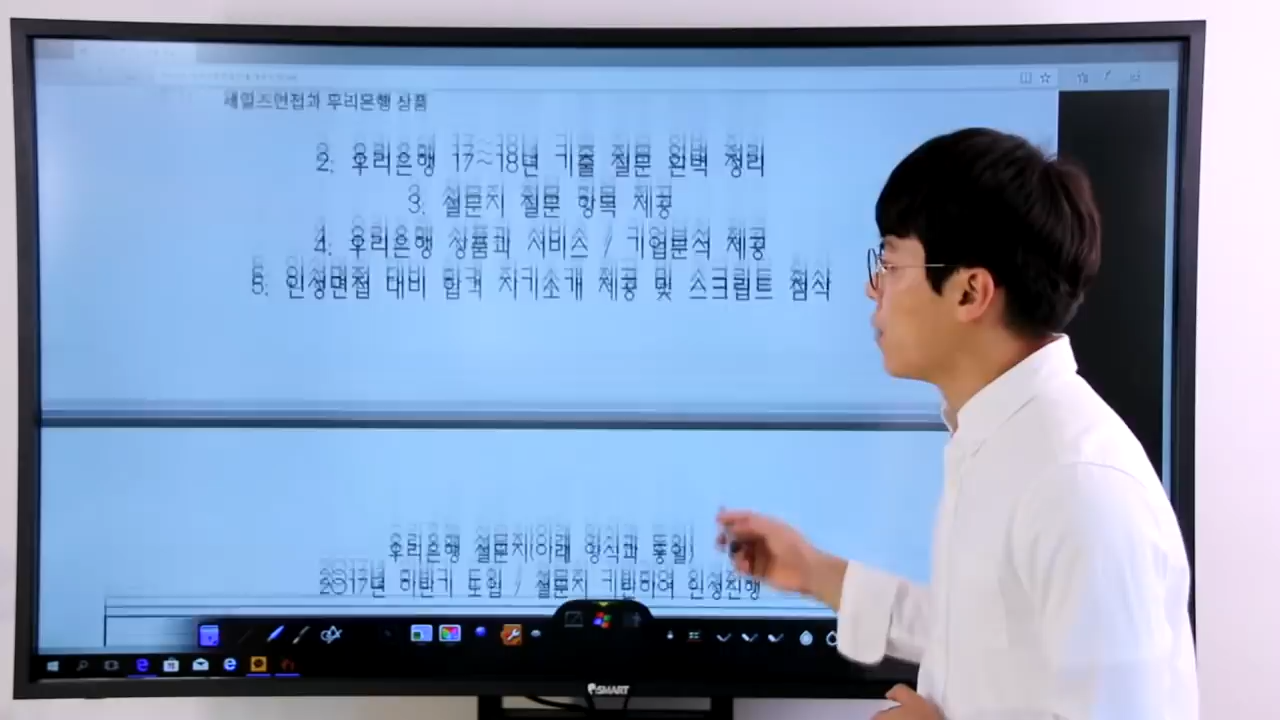 세일즈면접과 우리은행 상품
2. 우리은행 17~18년 기출 질문 완벽 정리
3. 설문지 질문 항목 제공
4. 우리은행 상품과 서비스 / 기업분석 제공
5. 인성면접 대비 합격 자기소개 제공 및 스크립트 첨삭
우리은행 설문지(아래 양식과 동일)
2017년 하반기 도입 / 설문지 기반하여 인성진행
SMART